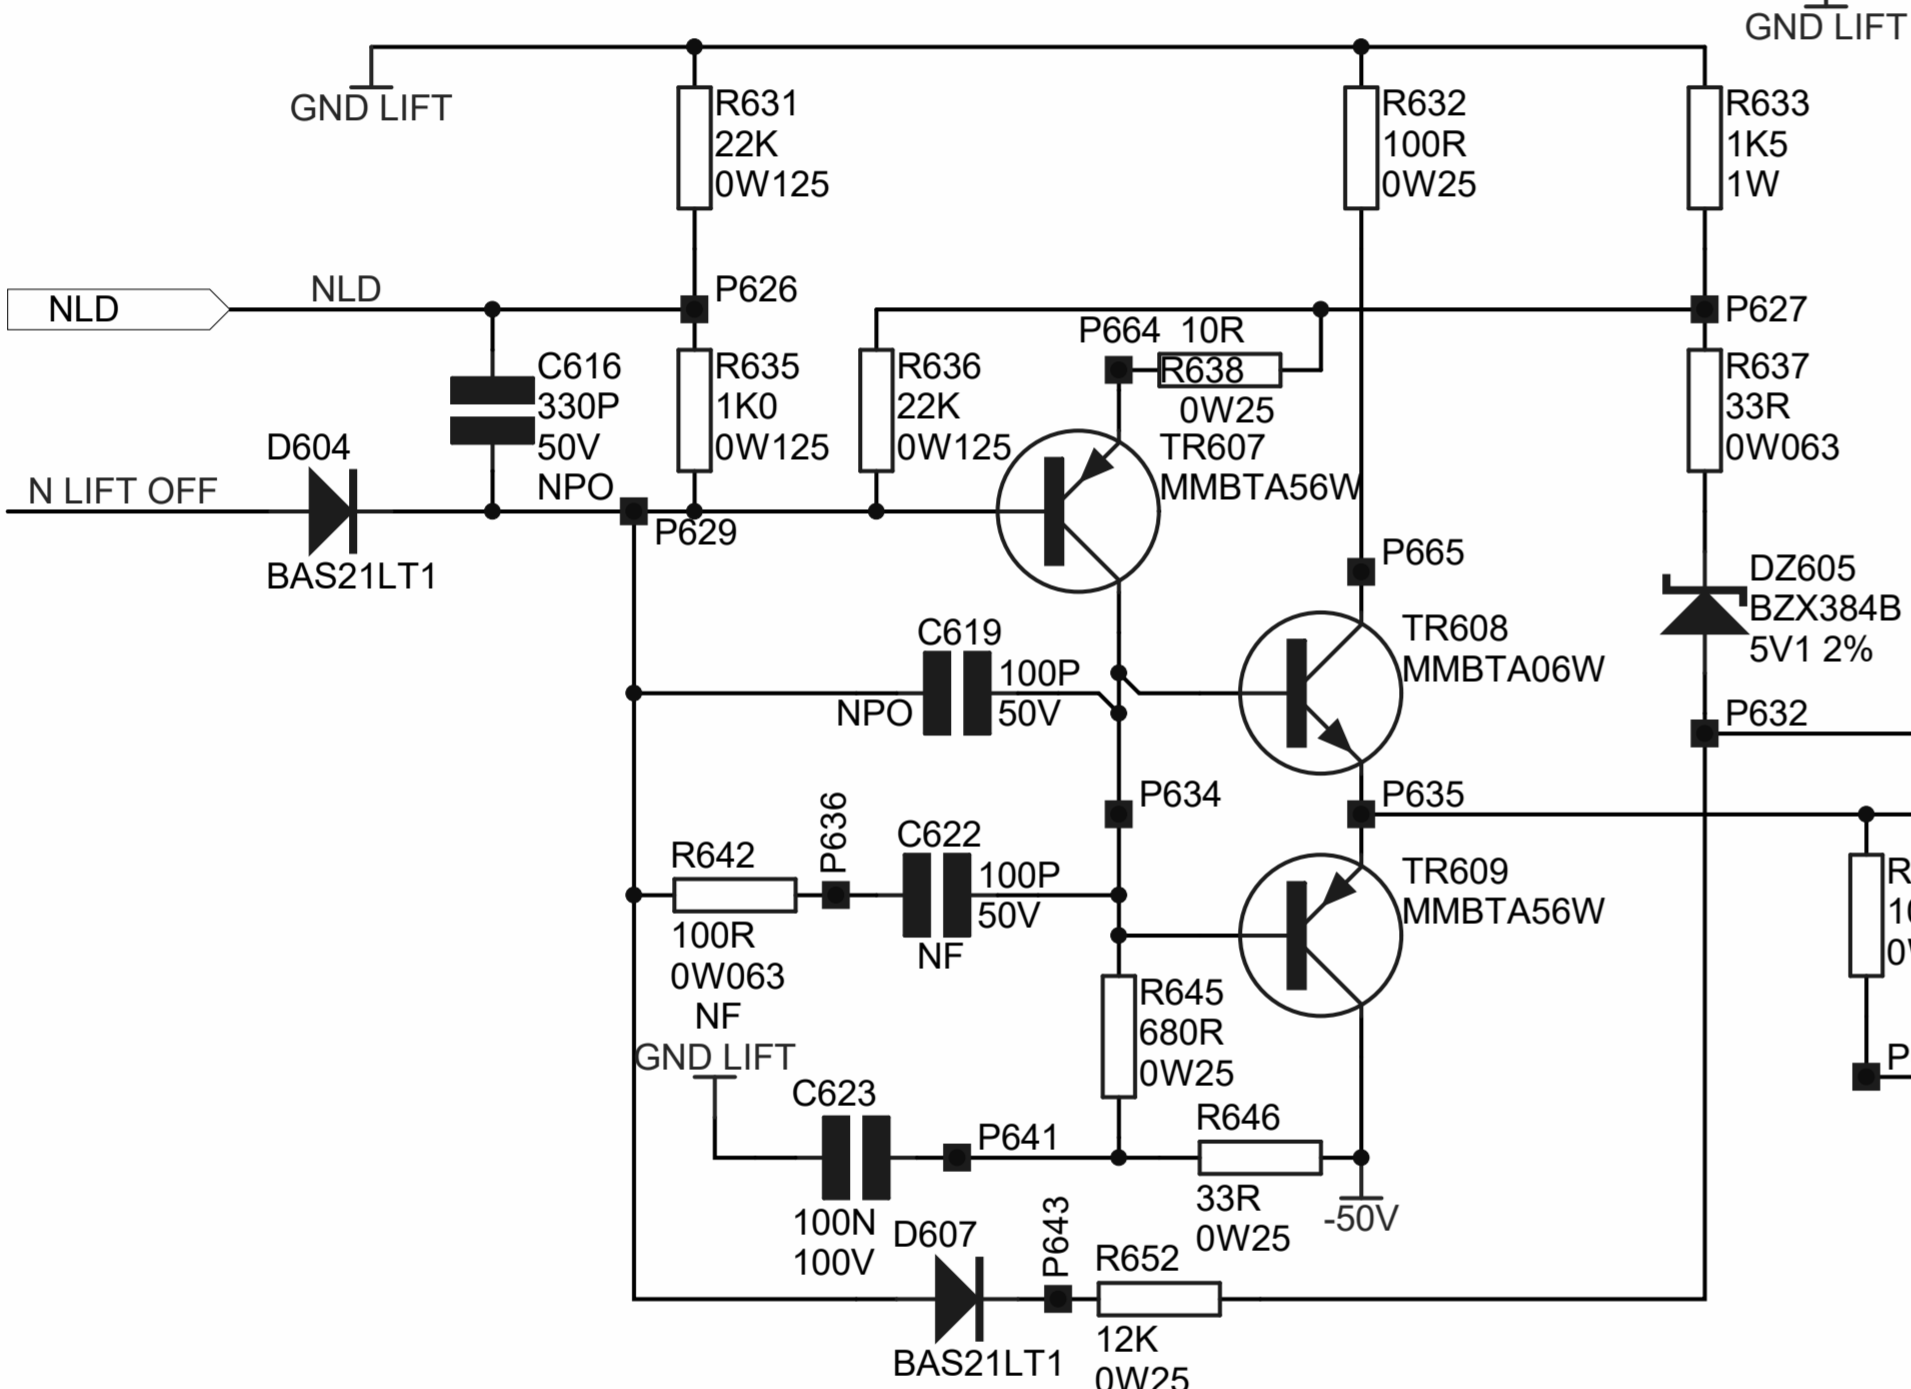 GND LIFT
GND LIFT
R631
22K
0W125
R632
100R
0W25
R633
1K5
1W
NLD
NLD
P626
P627
P664
10R
R638
0W25
C616
330P
50V
NPO
R635
1K0
0W125
R636
22K
0W125
R637
33R
0W063
D604
BAS21LT1
N LIFT OFF
P629
TR607
MMBTA56W
P665
DZ605
BZX384B
5V1 2%
C619
100P
50V
NPO
TR608
MMBTA06W
P632
P634
P635
R642
100R
0W063
NF
P636
C622
100P
50V
NF
TR609
MMBTA56W
R645
680R
0W25
GND LIFT
C623
100N
100V
P641
R646
33R
0W25
-50V
D607
BAS21LT1
P643
R652
12K
0W25